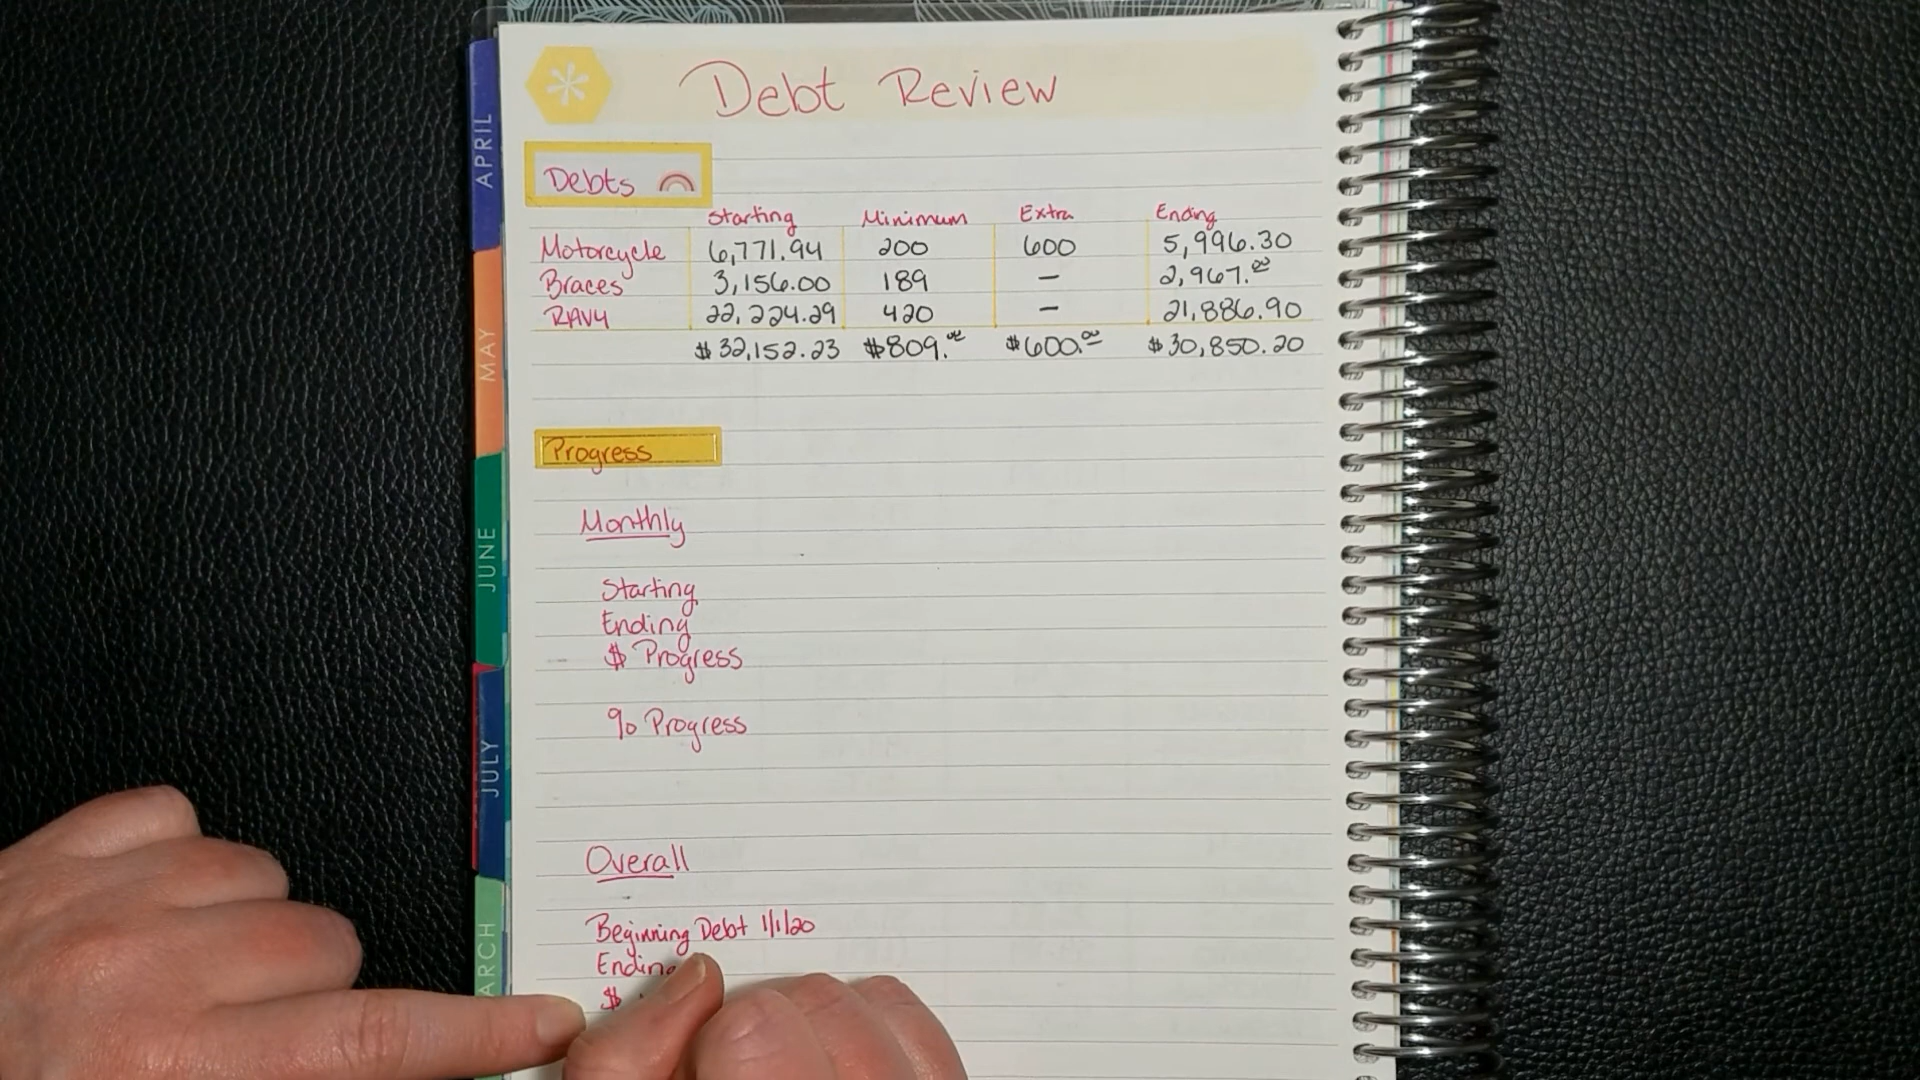 Debt Review
Debts
Starting Minimum Extra Ending
Motorcycle 6,771.94 200 600 5,996.30
Braces 3,156.00 189 — 2,967.00
RAV4 22,224.29 420 — 21,886.90
$32,152.23 $809.00 $600.00 $30,850.20
Progress
Monthly
Starting
Ending
$ Progress
% Progress
Overall
Beginning Debt 1/1/20
Ending
$
APRIL
MAY
JUNE
JULY
ARCH